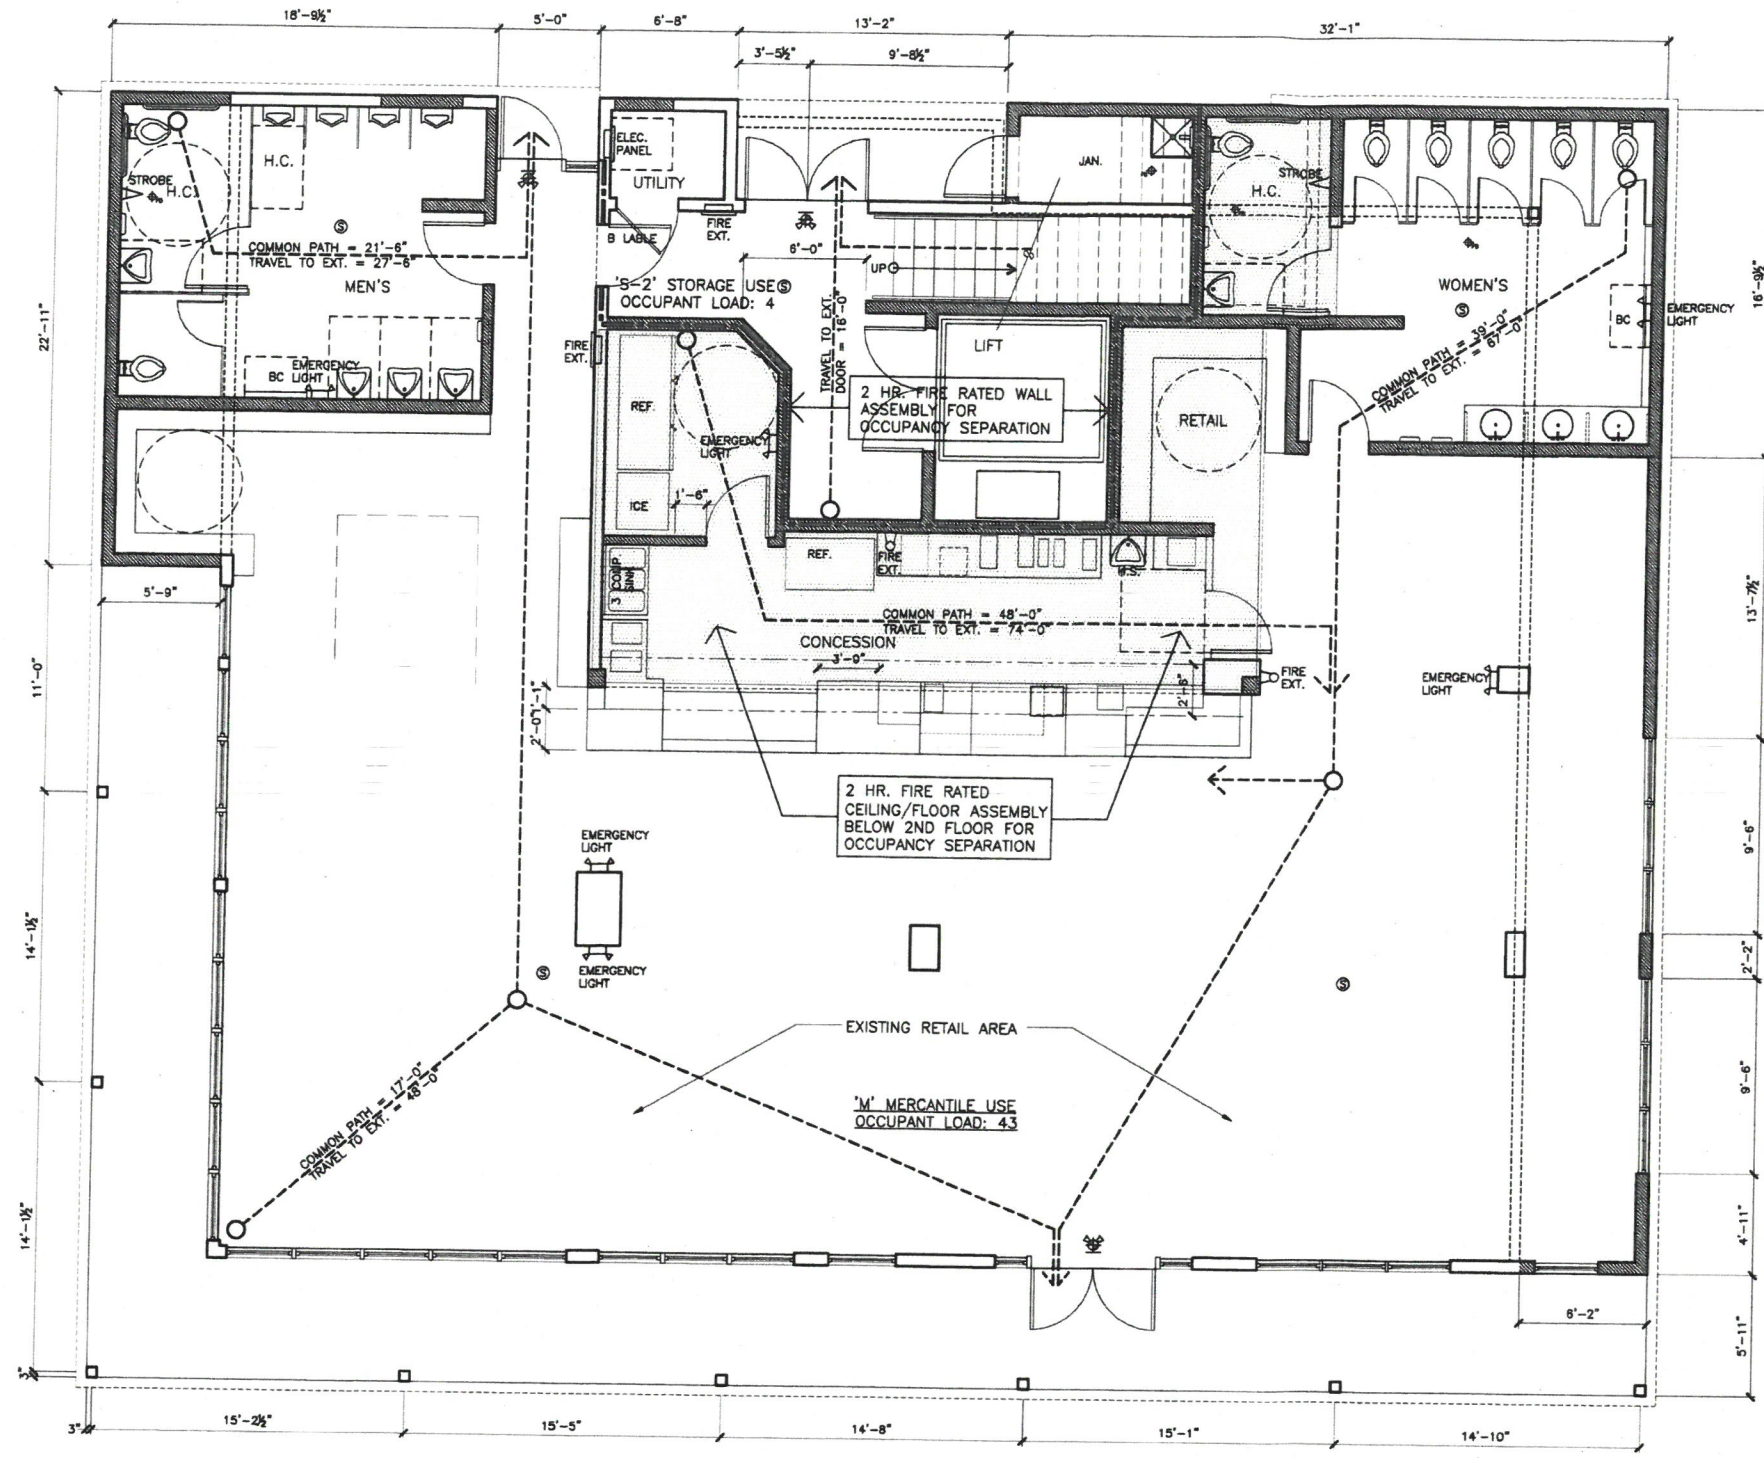 18'-9½"
5'-0"
6'-8"
13'-2"
32'-1"
3'-5½"
9'-8½"
ELEC.
PANEL
UTILITY
H.C.
STROBE
H.C.
JAN.
STROBE
H.C.
FIRE
EXT.
B LABLE
COMMON PATH = 21'-6"
TRAVEL TO EXT. = 27'-6"
MEN'S
6'-0"
UP
'S-2' STORAGE USE
OCCUPANT LOAD: 4
WOMEN'S
16'-9½"
EMERGENCY
LIGHT
BC
COMMON PATH = 39'-0"
TRAVEL TO EXT. = 67'-0"
TRAVEL TO EXT.
DOOR = 16'-0"
22'-11"
FIRE
EXT.
LIFT
EMERGENCY
LIGHT
BC
REF.
2 HR. FIRE RATED WALL
ASSEMBLY FOR
OCCUPANCY SEPARATION
RETAIL
EMERGENCY
LIGHT
1'-6"
ICE
REF.
FIRE
EXT.
H.S.
3 COMP.
SINK
5'-9"
13'-7½"
COMMON PATH = 48'-0"
TRAVEL TO EXT. = 74'-0"
CONCESSION
3'-0"
11'-0"
1'-1"
2'-0"
2'-6"
FIRE
EXT.
EMERGENCY
LIGHT
2 HR. FIRE RATED
CEILING/FLOOR ASSEMBLY
BELOW 2ND FLOOR FOR
OCCUPANCY SEPARATION
EMERGENCY
LIGHT
9'-6"
14'-1½"
EMERGENCY
LIGHT
2'-2"
S
S
S
S
S
EXISTING RETAIL AREA
9'-6"
COMMON PATH = 17'-0"
TRAVEL TO EXT. = 48'-0"
'M' MERCANTILE USE
OCCUPANT LOAD: 43
14'-1½"
4'-11"
6'-2"
5'-11"
3"
3"
15'-2½"
15'-5"
14'-8"
15'-1"
14'-10"